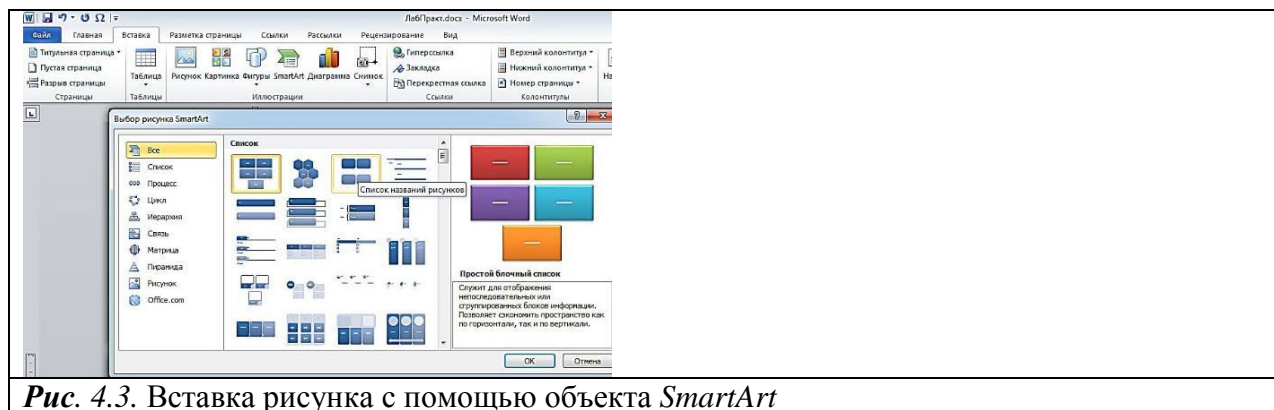 ЛабПракт.docx - Micr
Файл Главная Вставка Разметка страницы Ссылки Рассылки Рецензирование Вид
Титульная страница
Пустая страница
Разрыв страницы
Страницы
Таблица
Таблицы
Рисунок Картинка Фигуры SmartArt Диаграмма Снимок
Иллюстрации
Гиперссылка
Закладка
Перекрестная ссылка
Ссылки
Верхний колонтитул
Нижний колонтитул
Номер страницы
Колонтитулы
На
Выбор рисунка SmartArt
Все
Список
Процесс
Цикл
Иерархия
Связь
Матрица
Пирамида
Рисунок
Office.com
Список
Список названий рисунков
Простой блочный список
Служит для отображения
непоследовательных или
сгруппированных блоков информации.
Позволяет сэкономить пространство как
по горизонтали, так и по вертикали.
ОК
Отмена
Рис. 4.3. Вставка рисунка с помощью объекта SmartArt